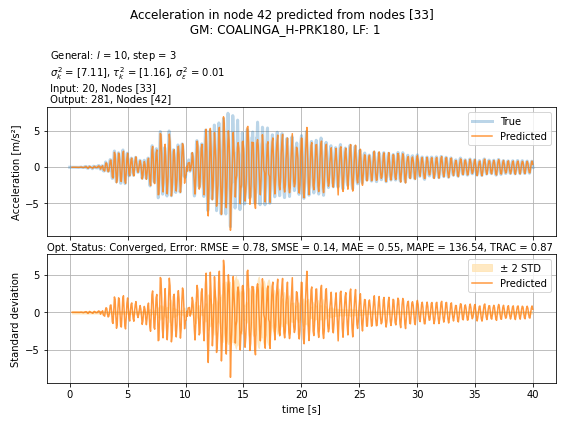 Acceleration in node 42 predicted from nodes [33]
GM: COALINGA_H-PRK180, LF: 1
General: l = 10, step = 3
σ²ₖ = [7.11], τ²ₖ = [1.16], σ²ε = 0.01
Input: 20, Nodes [33]
Output: 281, Nodes [42]
True
Predicted
Acceleration [m/s²]
5
0
−5
Opt. Status: Converged, Error: RMSE = 0.78, SMSE = 0.14, MAE = 0.55, MAPE = 136.54, TRAC = 0.87
± 2 STD
Predicted
Standard deviation
5
0
−5
0 5 10 15 20 25 30 35 40
time [s]